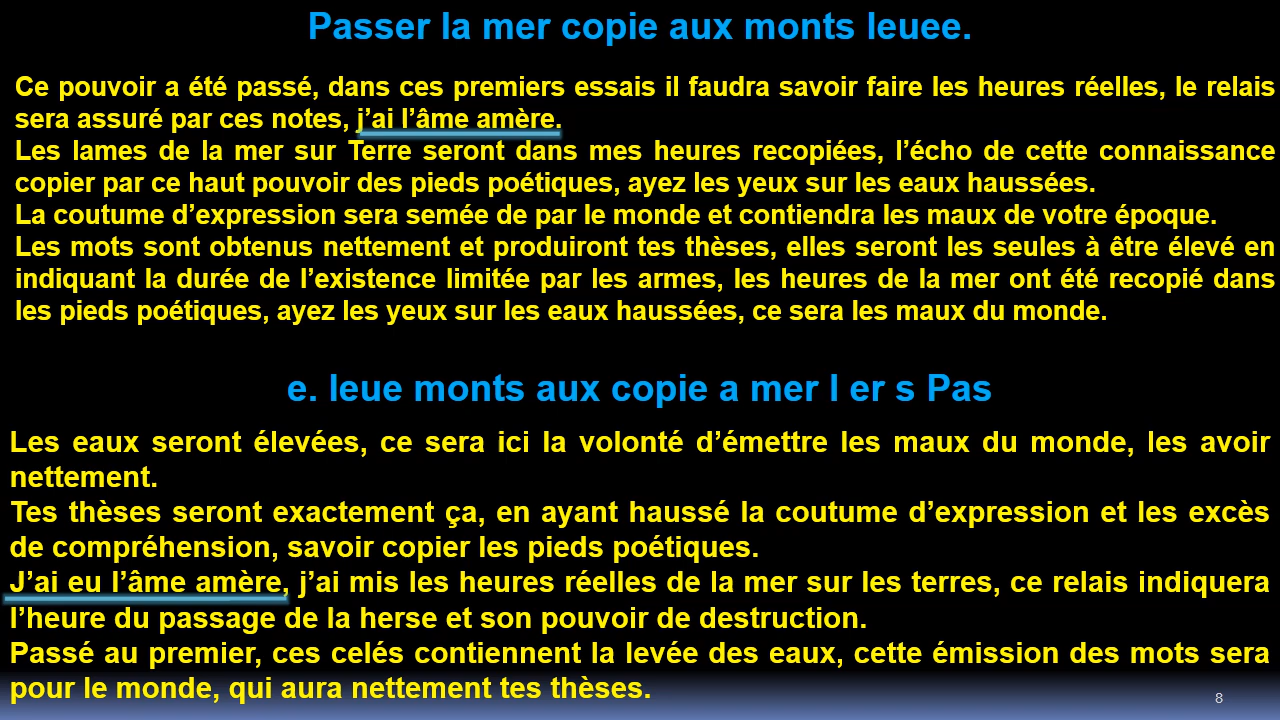 Passer la mer copie aux monts leuee.
Ce pouvoir a été passé, dans ces premiers essais il faudra savoir faire les heures réelles, le relais
sera assuré par ces notes, j'ai l'âme amère.
Les lames de la mer sur Terre seront dans mes heures recopiées, l'écho de cette connaissance
copier par ce haut pouvoir des pieds poétiques, ayez les yeux sur les eaux haussées.
La coutume d'expression sera semée de par le monde et contiendra les maux de votre époque.
Les mots sont obtenus nettement et produiront tes thèses, elles seront les seules à être élevé en
indiquant la durée de l'existence limitée par les armes, les heures de la mer ont été recopié dans
les pieds poétiques, ayez les yeux sur les eaux haussées, ce sera les maux du monde.
e. leue monts aux copie a mer l er s Pas
Les eaux seront élevées, ce sera ici la volonté d'émettre les maux du monde, les avoir
nettement.
Tes thèses seront exactement ça, en ayant haussé la coutume d'expression et les excès
de compréhension, savoir copier les pieds poétiques.
J'ai eu l'âme amère, j'ai mis les heures réelles de la mer sur les terres, ce relais indiquera
l'heure du passage de la herse et son pouvoir de destruction.
Passé au premier, ces celés contiennent la levée des eaux, cette émission des mots sera
pour le monde, qui aura nettement tes thèses.
8